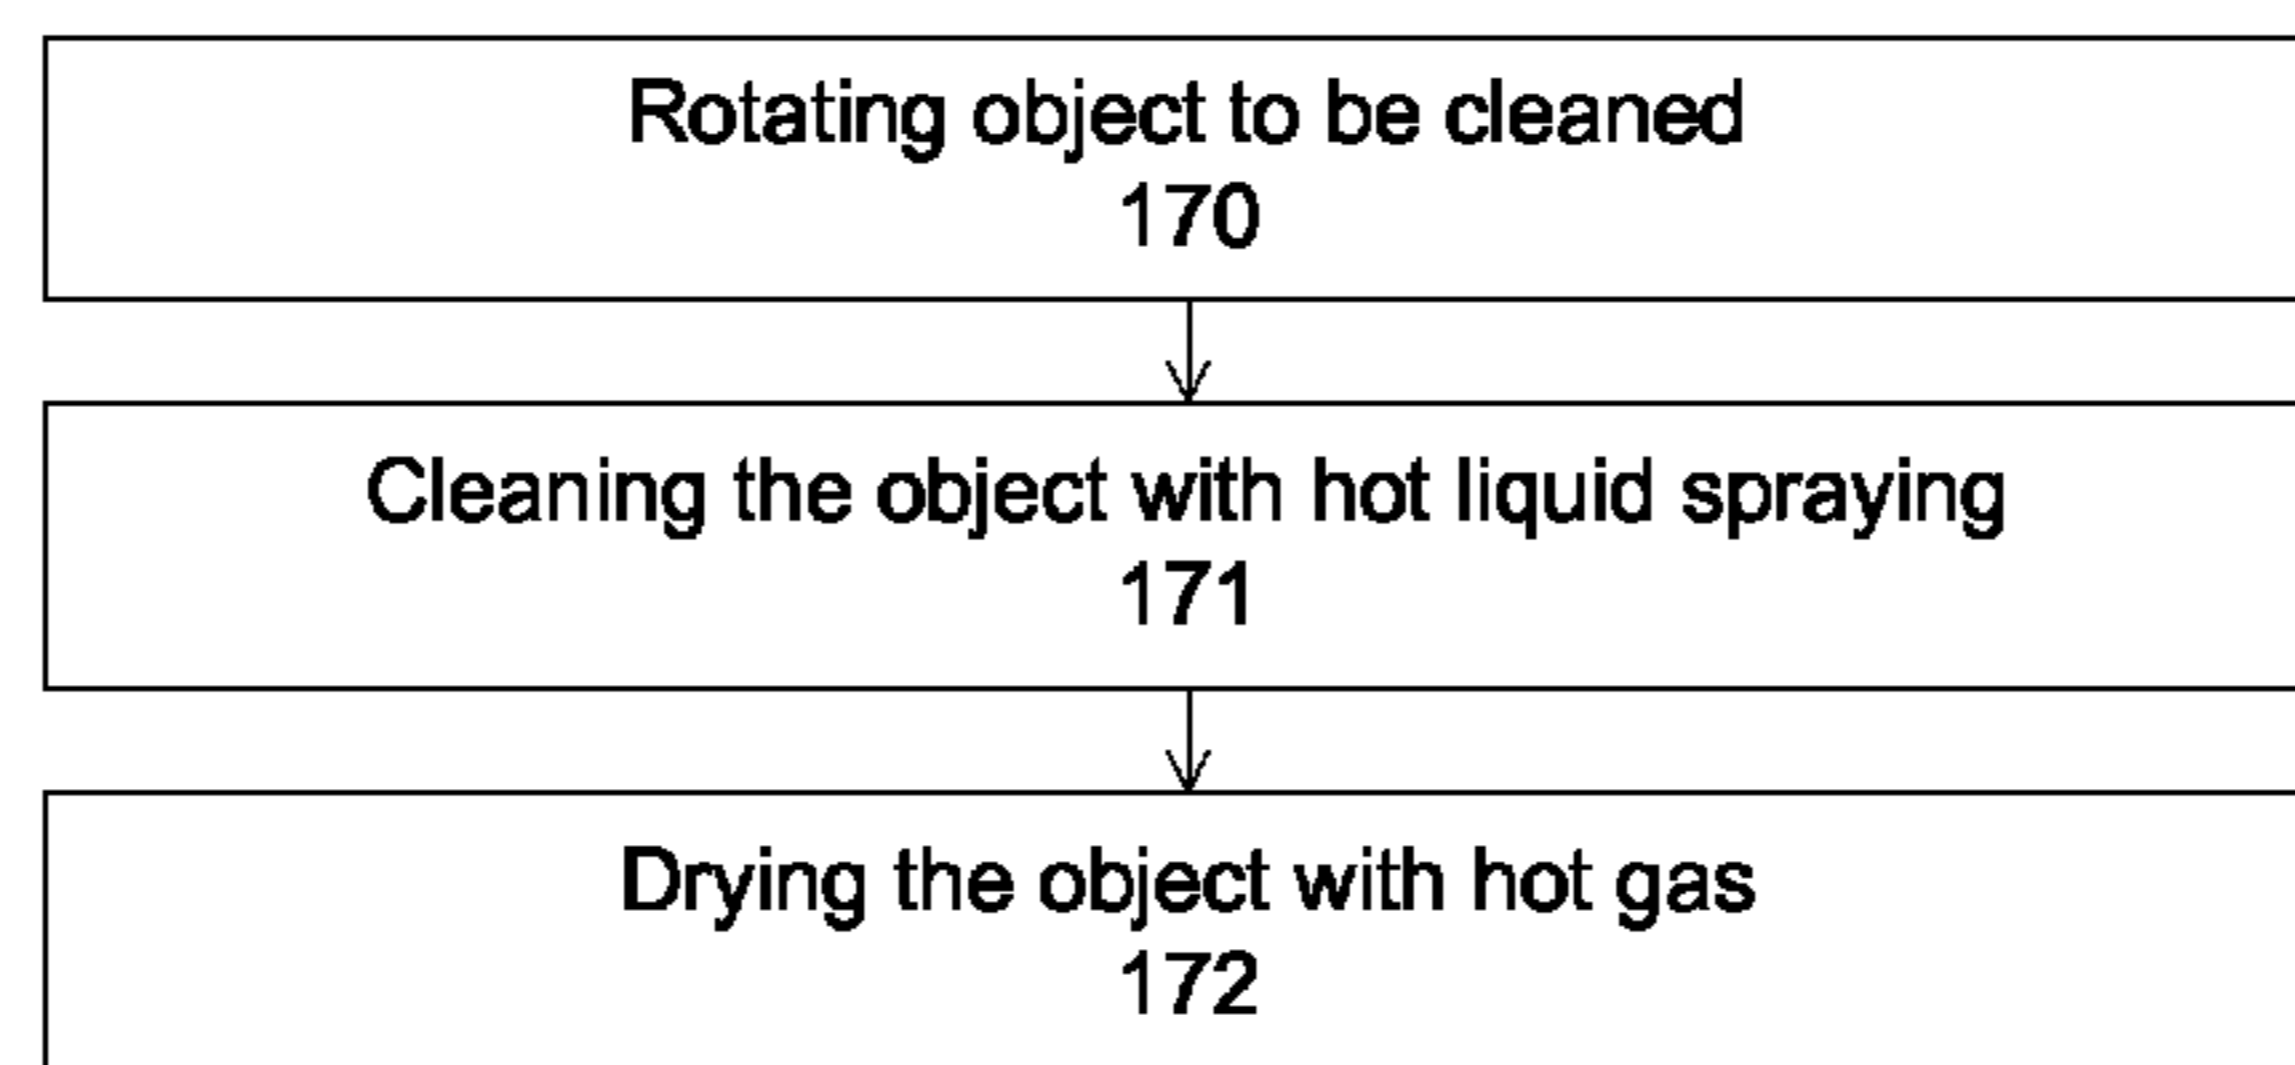 Rotating object to be cleaned
170
Cleaning the object with hot liquid spraying
171
Drying the object with hot gas
172